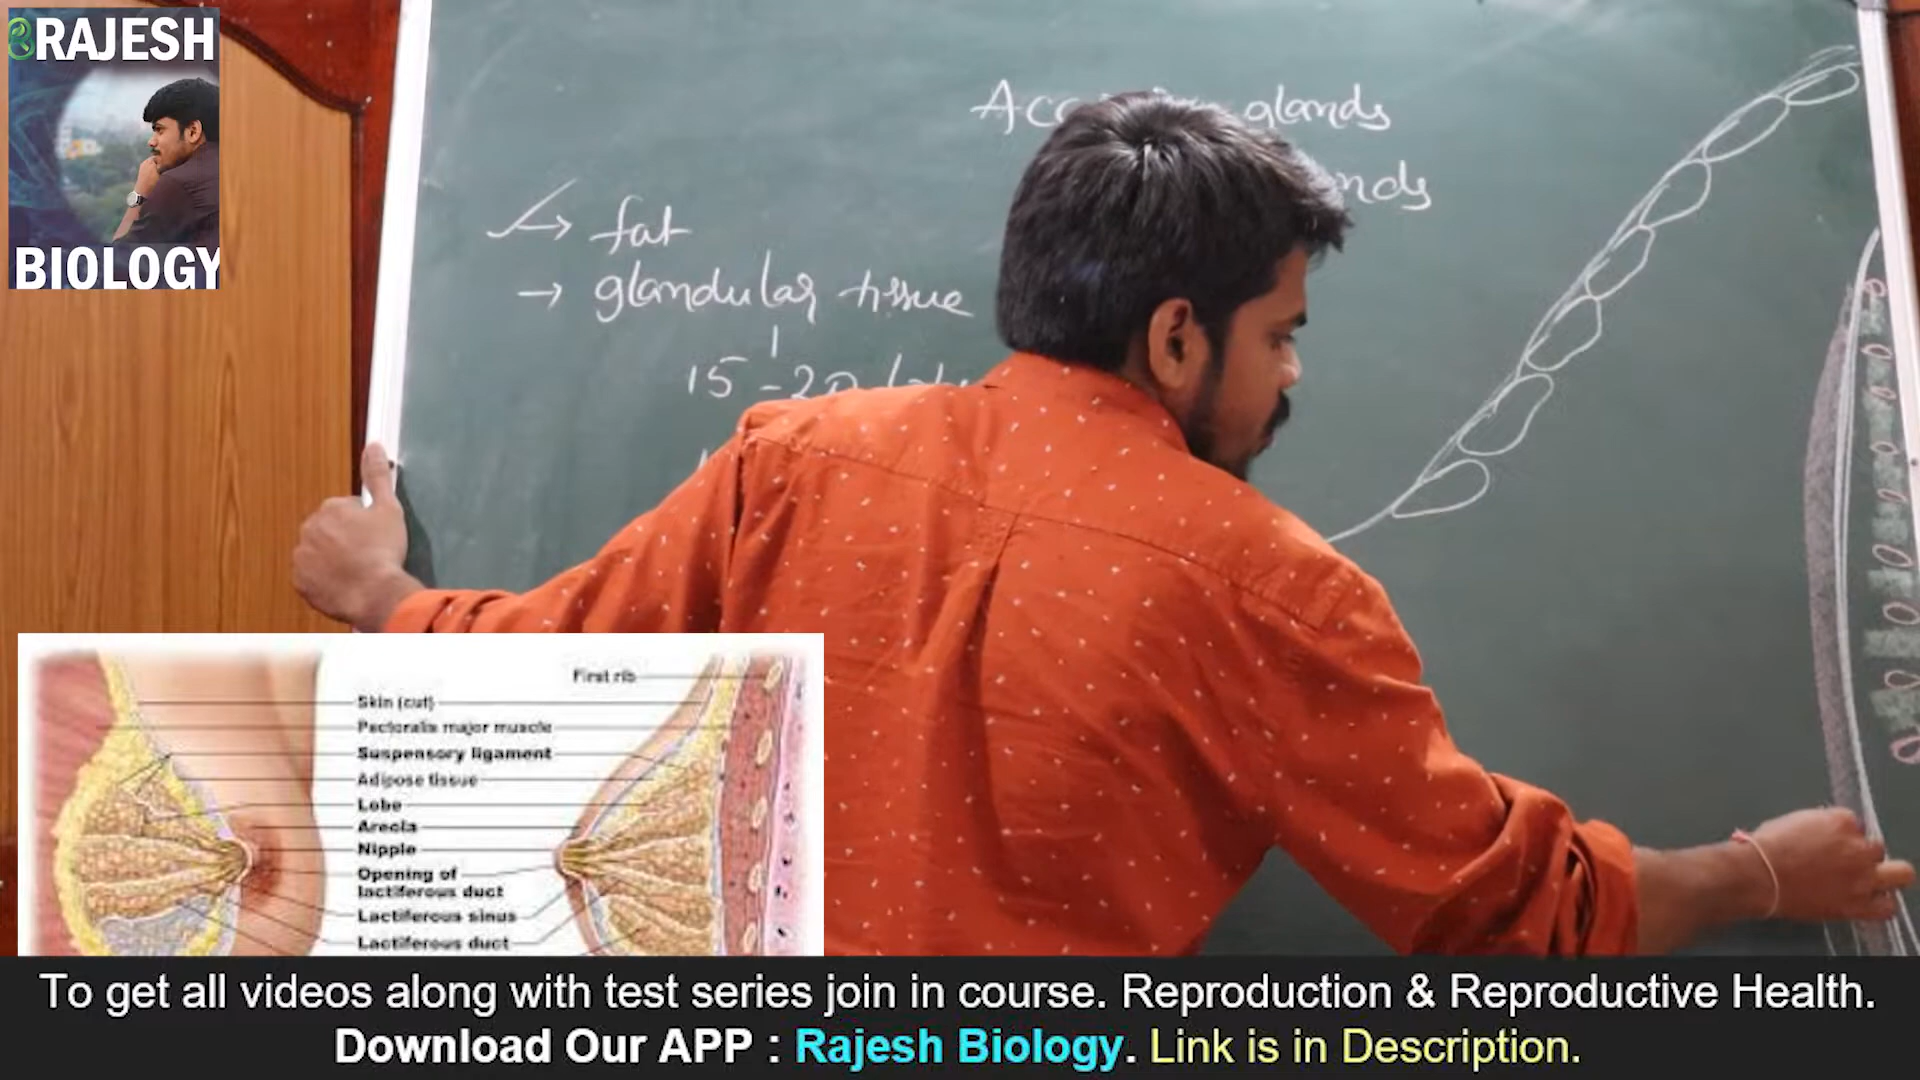 RAJESH
BIOLOGY
glands
→ fat
→ glandular tissue
15-20
First rib
Skin (cut)
Pectoralis major muscle
Suspensory ligament
Adipose tissue
Lobe
Areola
Nipple
Opening of
lactiferous duct
Lactiferous sinus
Lactiferous duct
To get all videos along with test series join in course. Reproduction & Reproductive Health.
Download Our APP : Rajesh Biology. Link is in Description.